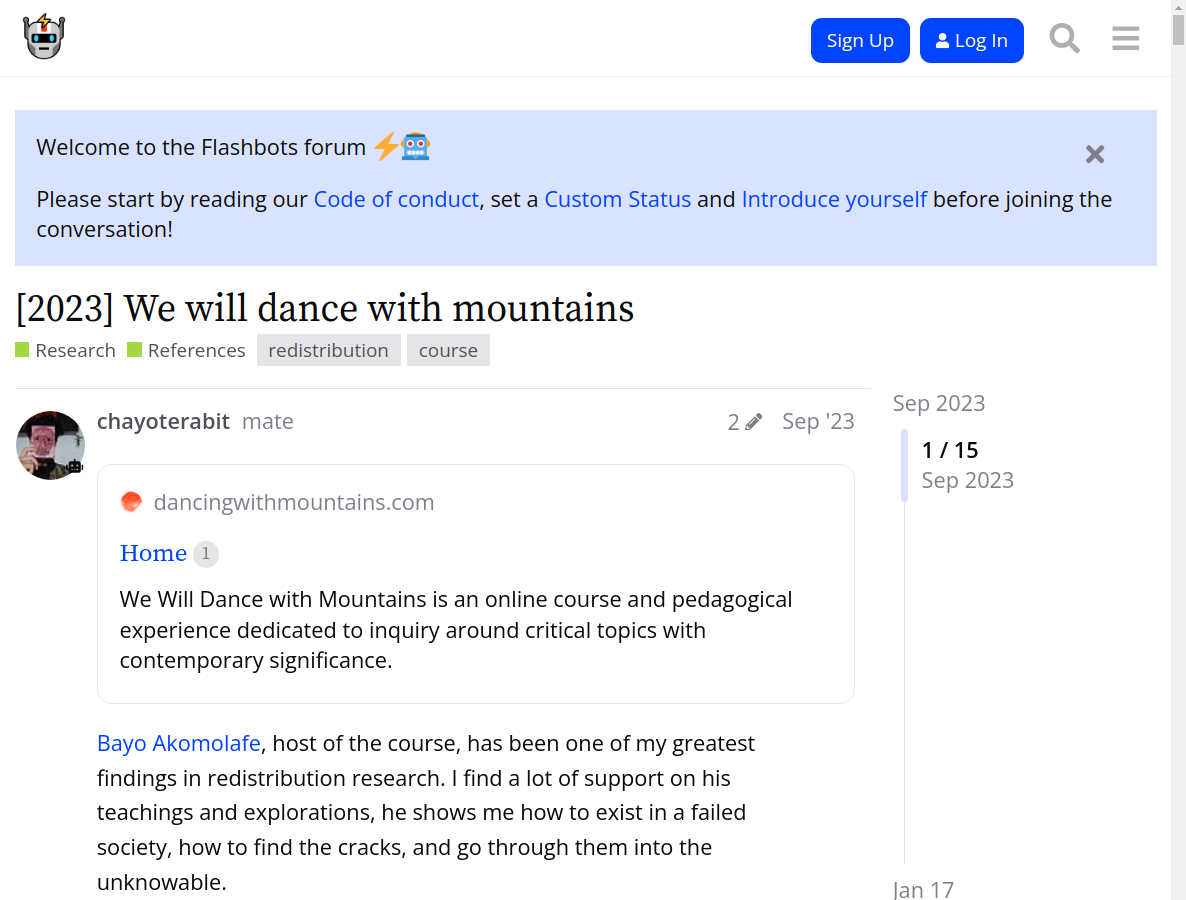 Sign Up
Log In
Welcome to the Flashbots forum
Please start by reading our Code of conduct, set a Custom Status and Introduce yourself before joining the
conversation!
[2023] We will dance with mountains
Research
References
redistribution
course
chayoterabit mate
2
Sep '23
Sep 2023
1 / 15
Sep 2023
dancingwithmountains.com
Home 1
We Will Dance with Mountains is an online course and pedagogical
experience dedicated to inquiry around critical topics with
contemporary significance.
Bayo Akomolafe, host of the course, has been one of my greatest
findings in redistribution research. I find a lot of support on his
teachings and explorations, he shows me how to exist in a failed
society, how to find the cracks, and go through them into the
unknowable.
Jan 17